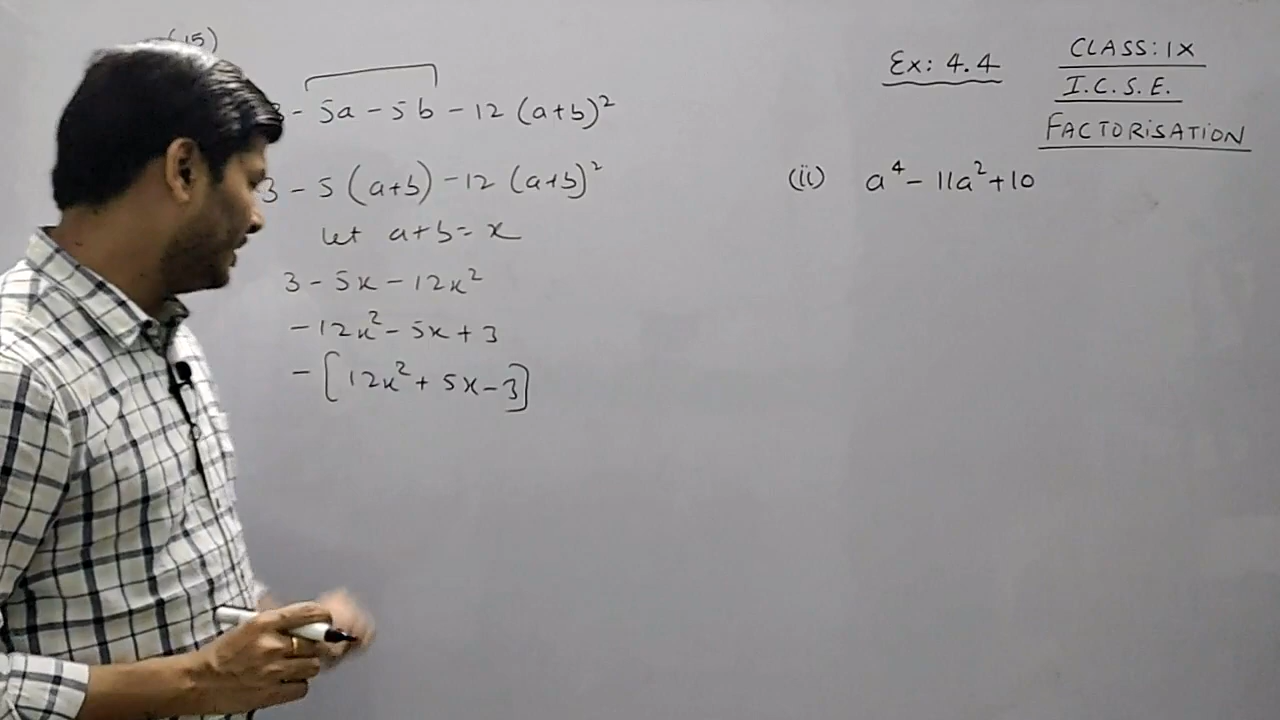 (15)
3 - 5a - 5b - 12 (a+b)²
3 - 5 (a+b) - 12 (a+b)²
let a+b = x
3 - 5x - 12x²
- 12x² - 5x + 3
- [12x² + 5x - 3]
Ex: 4.4
CLASS: IX
I.C.S.E.
FACTORISATION
(ii) a⁴ - 11a² + 10